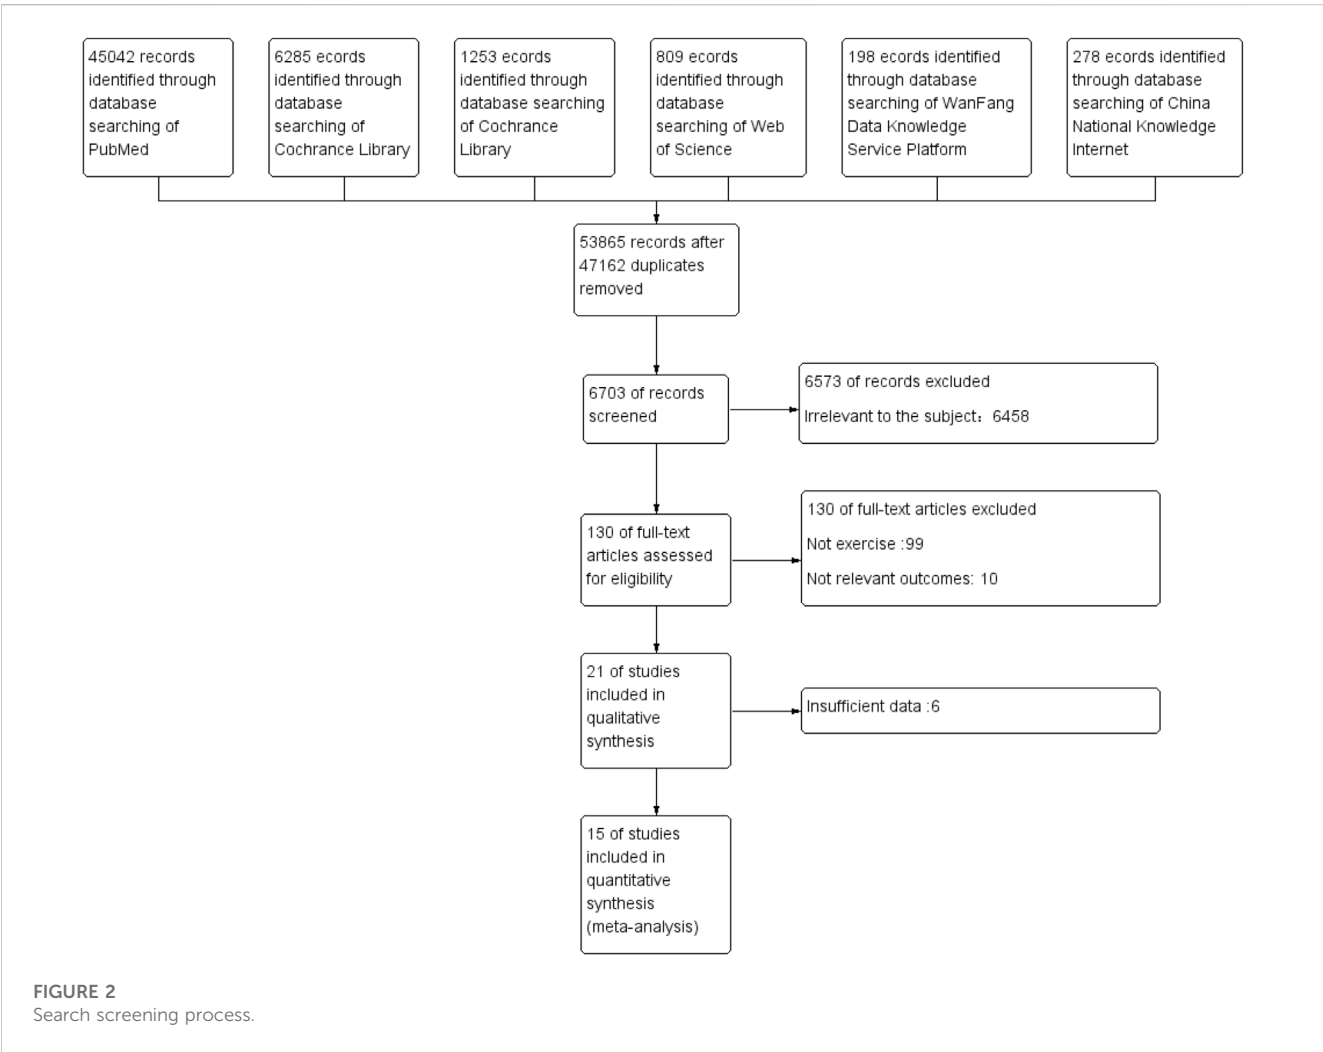 45042 records
identified through
database
searching of
PubMed
6285 ecords
identified through
database
searching of
Cochrance Library
1253 ecords
identified through
database searching
of Cochrance
Library
809 ecords
identified through
database
searching of Web
of Science
198 ecords identified
through database
searching of WanFang
Data Knowledge
Service Platform
278 ecords identified
through database
searching of China
National Knowledge
Internet
53865 records after
47162 duplicates
removed
6703 of records
screened
6573 of records excluded
Irrelevant to the subject：6458
130 of full-text
articles assessed
for eligibility
130 of full-text articles excluded
Not exercise :99
Not relevant outcomes: 10
21 of studies
included in
qualitative
synthesis
Insufficient data :6
15 of studies
included in
quantitative
synthesis
(meta-analysis)
FIGURE 2
Search screening process.